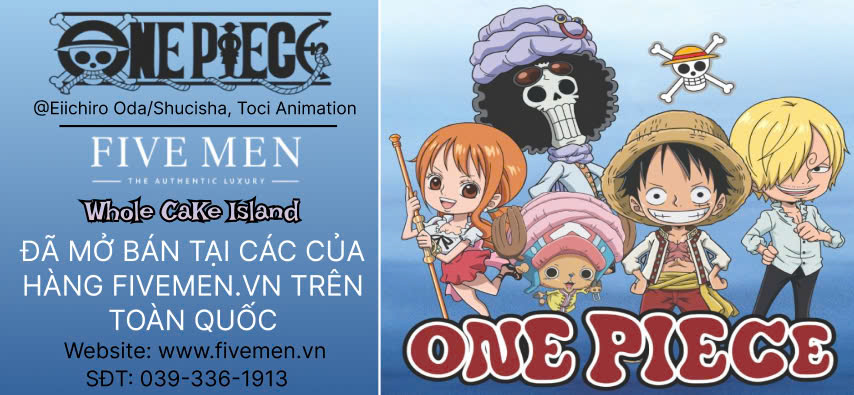 ONE PIECE
@Eiichiro Oda/Shucisha, Toci Animation
FIVE MEN
THE AUTHENTIC LUXURY
Whole Cake Island
ĐÃ MỞ BÁN TẠI CÁC CỦA
HÀNG FIVEMEN.VN TRÊN
TOÀN QUỐC
Website: www.fivemen.vn
SĐT: 039-336-1913
ONE PIECE